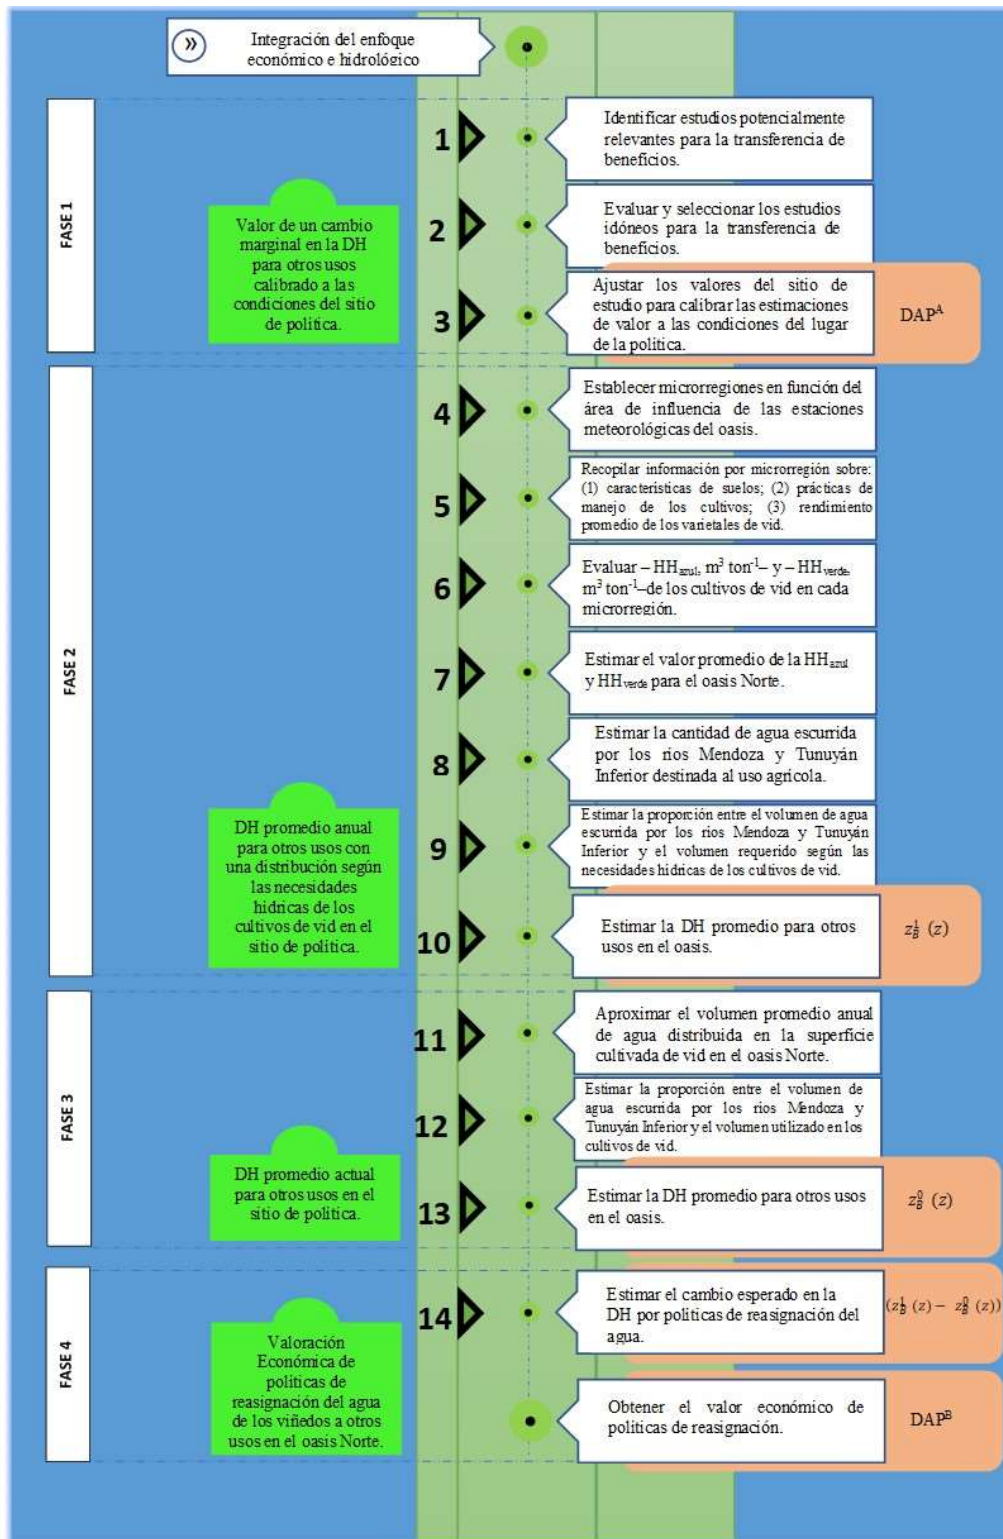 »
Integración del enfoque
económico e hidrológico
FASE 1
Valor de un cambio
marginal en la DH
para otros usos
calibrado a las
condiciones del sitio
de política.
1
Identificar estudios potencialmente
relevantes para la transferencia de
beneficios.
2
Evaluar y seleccionar los estudios
idóneos para la transferencia de
beneficios.
3
Ajustar los valores del sitio de
estudio para calibrar las estimaciones
de valor a las condiciones del lugar
de la política.
DAP^A
FASE 2
4
Establecer microrregiones en función del
área de influencia de las estaciones
meteorológicas del oasis.
5
Recopilar información por microrregión sobre:
(1) características de suelos; (2) prácticas de
manejo de los cultivos; (3) rendimiento
promedio de los varietales de vid.
6
Evaluar – HH_azul, m³ ton⁻¹– y – HH_verde,
m³ ton⁻¹–de los cultivos de vid en cada
microrregión.
7
Estimar el valor promedio de la HH_azul
y HH_verde para el oasis Norte.
8
Estimar la cantidad de agua escurrida
por los ríos Mendoza y Tunuyán
Inferior destinada al uso agrícola.
DH promedio anual
para otros usos con
una distribución según
las necesidades
hídricas de los
cultivos de vid en el
sitio de política.
9
Estimar la proporción entre el volumen de agua
escurrida por los ríos Mendoza y Tunuyán
Inferior y el volumen requerido según las
necesidades hídricas de los cultivos de vid.
10
Estimar la DH promedio para otros
usos en el oasis.
z_B^1 (z)
FASE 3
11
Aproximar el volumen promedio anual
de agua distribuida en la superficie
cultivada de vid en el oasis Norte.
12
Estimar la proporción entre el volumen de
agua escurrida por los ríos Mendoza y
Tunuyán Inferior y el volumen utilizado en los
cultivos de vid.
DH promedio actual
para otros usos en el
sitio de política.
13
Estimar la DH promedio para otros usos
en el oasis.
z_B^0 (z)
FASE 4
14
Estimar el cambio esperado en la
DH por políticas de reasignación del
agua.
(z_B^1 (z) − z_B^0 (z))
Valoración
Económica de
políticas de
reasignación del agua
de los viñedos a otros
usos en el oasis Norte.
Obtener el valor económico de
políticas de reasignación.
DAP^B